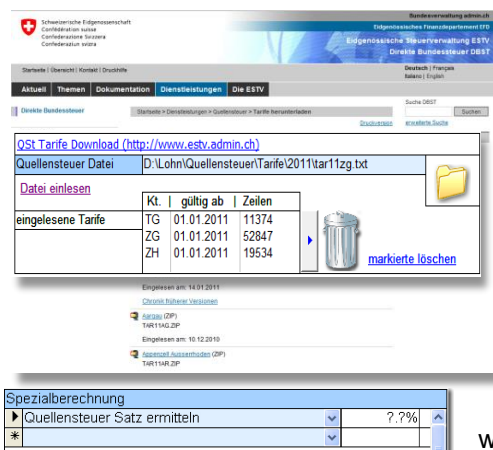 Bundesverwaltung admin.ch
Schweizerische Eidgenossenschaft
Confédération suisse
Confederazione Svizzera
Confederaziun svizra
Eidgenössisches Finanzdepartement EFD
Eidgenössische Steuerverwaltung ESTV
Direkte Bundessteuer DBST
Startseite | Übersicht | Kontakt | Druckhilfe
Deutsch | Français
Italiano | English
Aktuell Themen Dokumentation Dienstleistungen Die ESTV
Suche DBST
Suchen
erweiterte Suche
Direkte Bundessteuer
Startseite > Dienstleistungen > Quellensteuer > Tarife herunterladen
Druckversion
QSt Tarife Download (http://www.estv.admin.ch)
Quellensteuer Datei D:\Lohn\Quellensteuer\Tarife\2011\tar11zg.txt
Datei einlesen
Kt. | gültig ab | Zeilen
eingelesene Tarife
TG 01.01.2011 11374
ZG 01.01.2011 52847
ZH 01.01.2011 19534
markierte löschen
Eingelesen am: 14.01.2011
Chronik früherer Versionen
Aargau (ZIP)
TAR11AG.ZIP
Eingelesen am: 10.12.2010
Appenzell Ausserrhoden (ZIP)
TAR11AR.ZIP
Spezialberechnung
Quellensteuer Satz ermitteln ?.?%
w